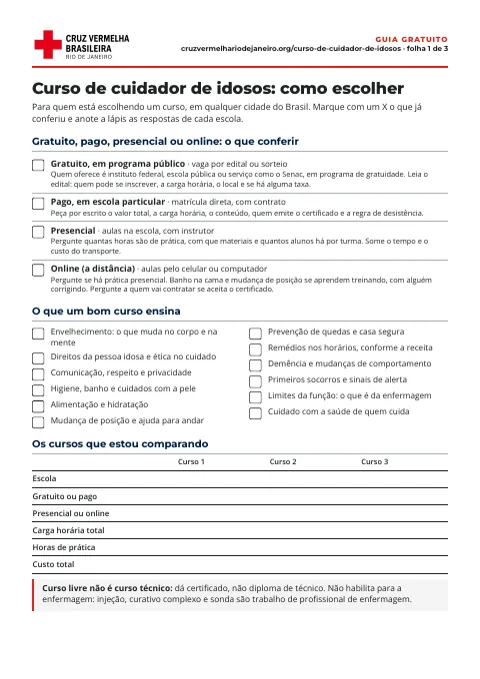 CRUZ VERMELHA
BRASILEIRA
RIO DE JANEIRO
GUIA GRATUITO
cruzvermelhariodejaneiro.org/curso-de-cuidador-de-idosos · folha 1 de 3
Curso de cuidador de idosos: como escolher
Para quem está escolhendo um curso, em qualquer cidade do Brasil. Marque com um X o que já
conferiu e anote a lápis as respostas de cada escola.
Gratuito, pago, presencial ou online: o que conferir
Gratuito, em programa público · vaga por edital ou sorteio
Quem oferece é instituto federal, escola pública ou serviço como o Senac, em programa de gratuidade. Leia o
edital: quem pode se inscrever, a carga horária, o local e se há alguma taxa.
Pago, em escola particular · matrícula direta, com contrato
Peça por escrito o valor total, a carga horária, o conteúdo, quem emite o certificado e a regra de desistência.
Presencial · aulas na escola, com instrutor
Pergunte quantas horas são de prática, com que materiais e quantos alunos há por turma. Some o tempo e o
custo do transporte.
Online (a distância) · aulas pelo celular ou computador
Pergunte se há prática presencial. Banho na cama e mudança de posição se aprendem treinando, com alguém
corrigindo. Pergunte a quem vai contratar se aceita o certificado.
O que um bom curso ensina
Envelhecimento: o que muda no corpo e na
mente
Direitos da pessoa idosa e ética no cuidado
Comunicação, respeito e privacidade
Higiene, banho e cuidados com a pele
Alimentação e hidratação
Mudança de posição e ajuda para andar
Prevenção de quedas e casa segura
Remédios nos horários, conforme a receita
Demência e mudanças de comportamento
Primeiros socorros e sinais de alerta
Limites da função: o que é da enfermagem
Cuidado com a saúde de quem cuida
Os cursos que estou comparando
Curso 1 Curso 2 Curso 3
Escola
Gratuito ou pago
Presencial ou online
Carga horária total
Horas de prática
Custo total
Curso livre não é curso técnico: dá certificado, não diploma de técnico. Não habilita para a
enfermagem: injeção, curativo complexo e sonda são trabalho de profissional de enfermagem.